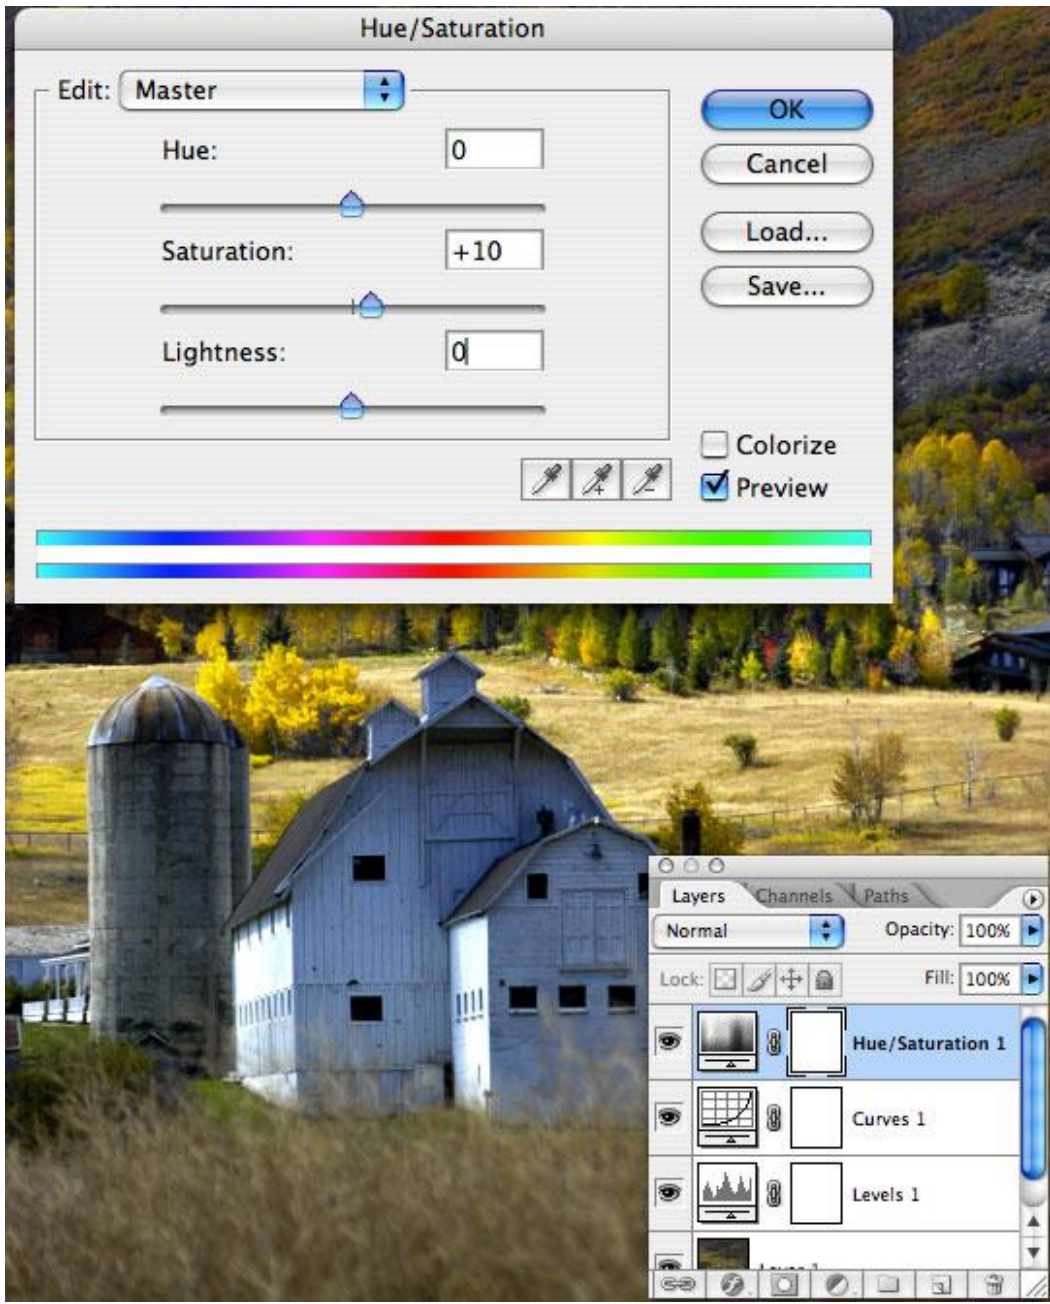 Hue/Saturation
Edit: Master
OK
Hue: 0
Cancel
Saturation: +10
Load...
Save...
Lightness: 0
Colorize
Preview
Layers Channels Paths
Normal Opacity: 100%
Lock: Fill: 100%
Hue/Saturation 1
Curves 1
Levels 1